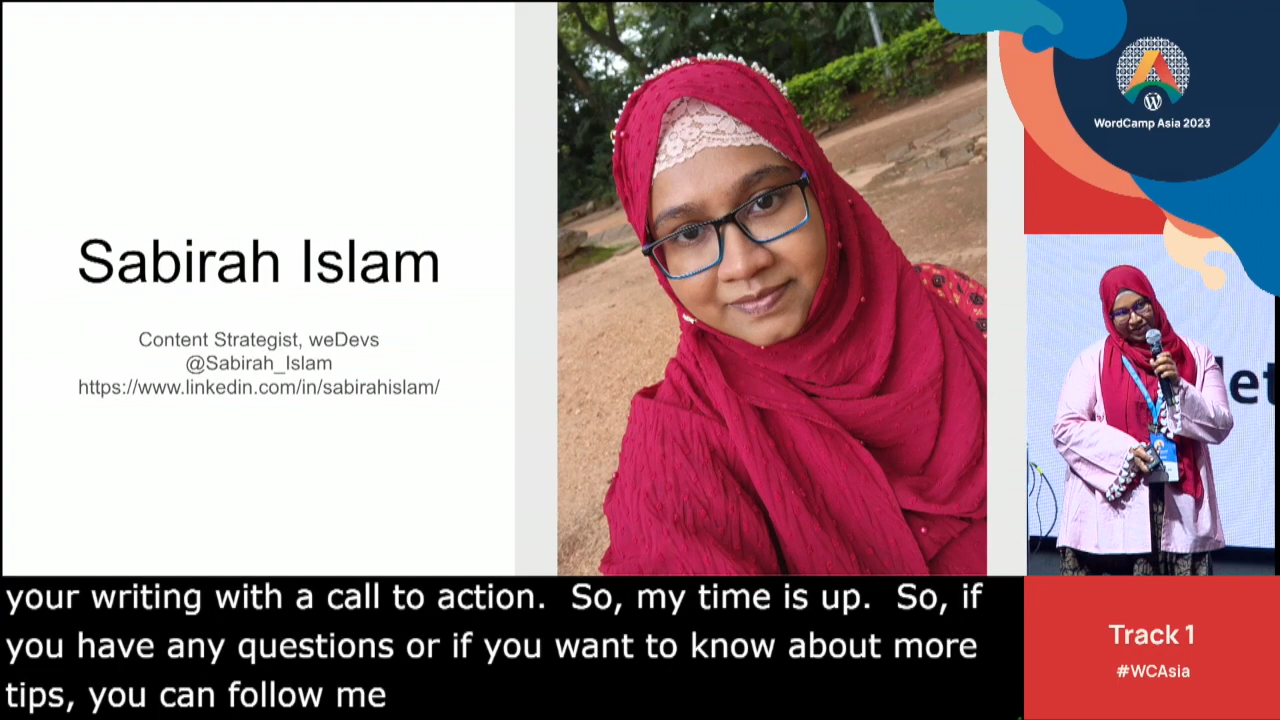 Sabirah Islam
Content Strategist, weDevs
@Sabirah_Islam
https://www.linkedin.com/in/sabirahislam/
WordCamp Asia 2023
let
your writing with a call to action.  So, my time is up.  So, if
you have any questions or if you want to know about more
tips, you can follow me
Track 1
#WCAsia